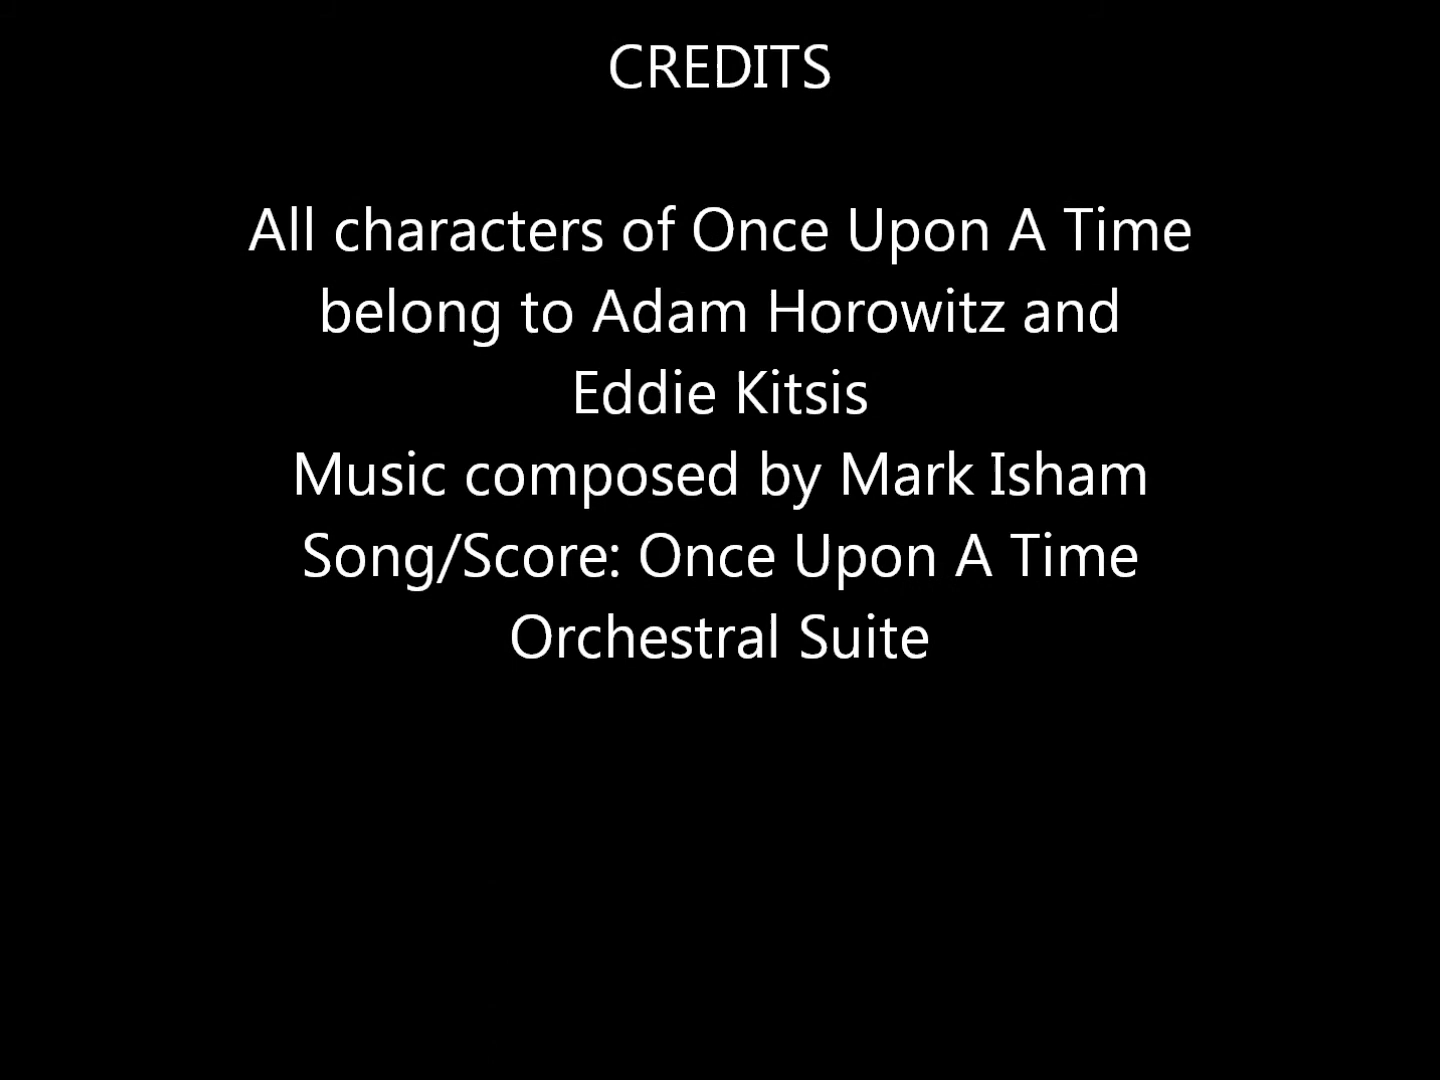 CREDITS
All characters of Once Upon A Time
belong to Adam Horowitz and
Eddie Kitsis
Music composed by Mark Isham
Song/Score: Once Upon A Time
Orchestral Suite